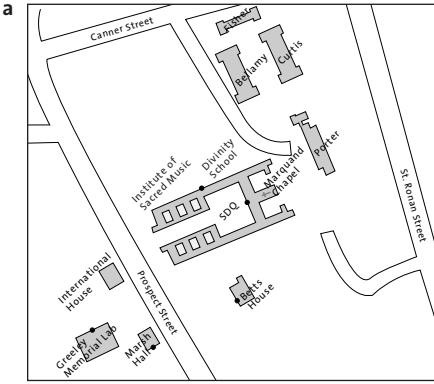 a
Canner Street
Fisher
Bellamy
Curtis
Porter
Institute of
Sacred Music
Divinity
School
Marquand
Chapel
SDQ
St. Ronan Street
International
House
Prospect Street
Betts
House
Greeley
Memorial Lab
Marsh
Hall